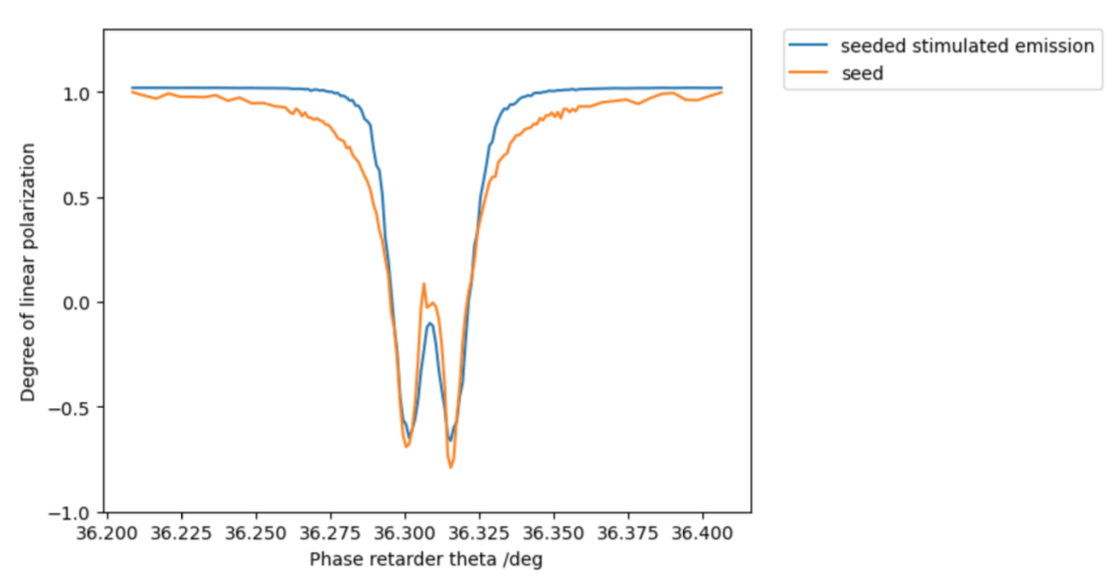 seeded stimulated emission
seed
1.0
0.5
0.0
−0.5
−1.0
Degree of linear polarization
36.200 36.225 36.250 36.275 36.300 36.325 36.350 36.375 36.400
Phase retarder theta /deg